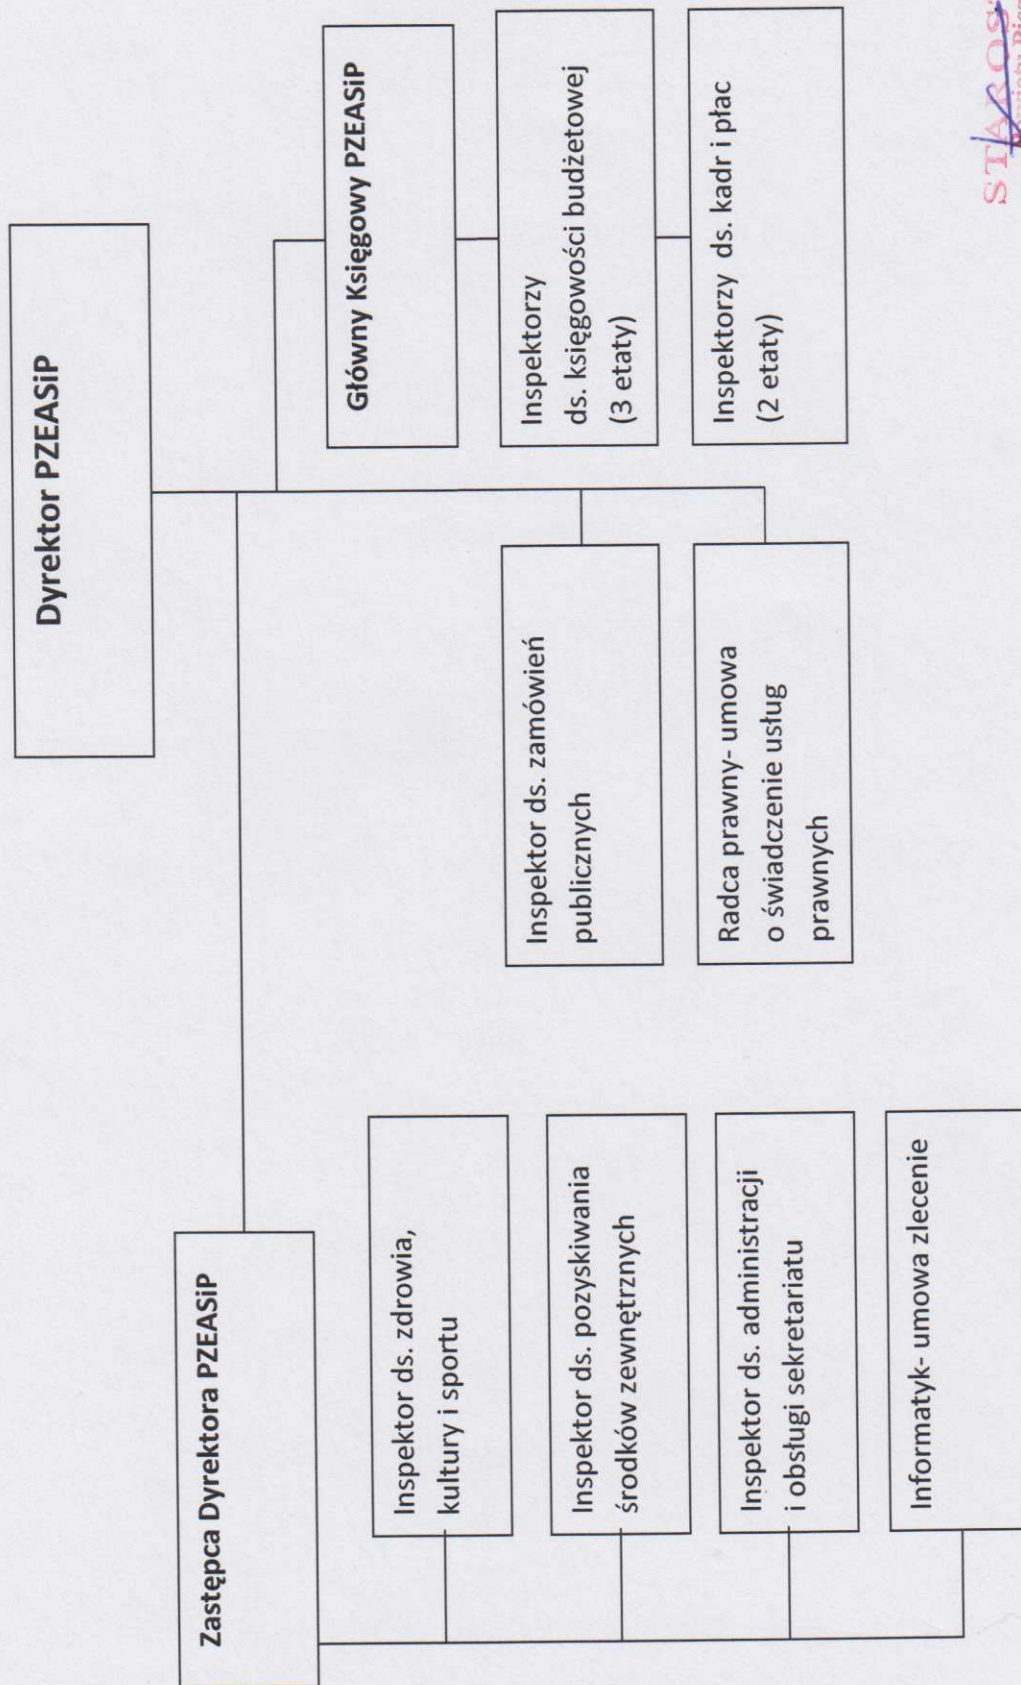 Dyrektor PZEASiP
Zastępca Dyrektora PZEASiP
Główny Księgowy PZEASiP
Inspektor ds. zdrowia,
kultury i sportu
Inspektor ds. pozyskiwania
środków zewnętrznych
Inspektor ds. administracji
i obsługi sekretariatu
Informatyk- umowa zlecenie
Inspektor ds. zamówień
publicznych
Radca prawny- umowa
o świadczenie usług
prawnych
Inspektorzy
ds. księgowości budżetowej
(3 etaty)
Inspektorzy ds. kadr i płac
(2 etaty)
STAROS